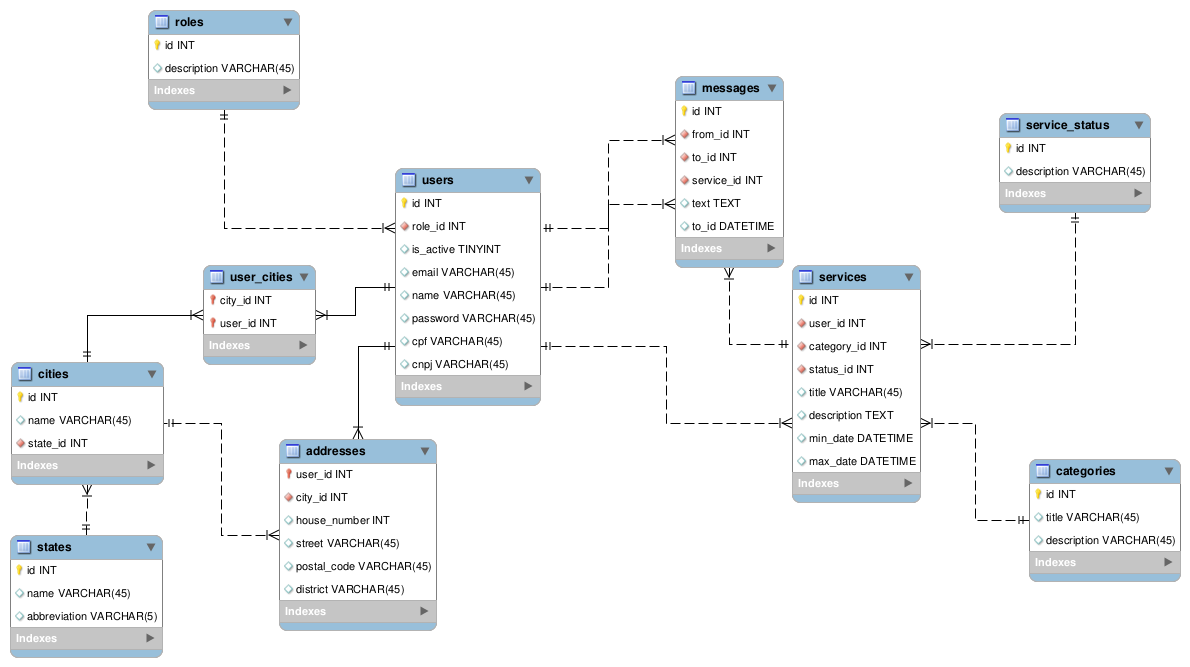 roles
id INT
description VARCHAR(45)
Indexes
messages
id INT
from_id INT
to_id INT
service_id INT
text TEXT
to_id DATETIME
Indexes
service_status
id INT
description VARCHAR(45)
Indexes
users
id INT
role_id INT
is_active TINYINT
email VARCHAR(45)
name VARCHAR(45)
password VARCHAR(45)
cpf VARCHAR(45)
cnpj VARCHAR(45)
Indexes
user_cities
city_id INT
user_id INT
Indexes
services
id INT
user_id INT
category_id INT
status_id INT
title VARCHAR(45)
description TEXT
min_date DATETIME
max_date DATETIME
Indexes
cities
id INT
name VARCHAR(45)
state_id INT
Indexes
addresses
user_id INT
city_id INT
house_number INT
street VARCHAR(45)
postal_code VARCHAR(45)
district VARCHAR(45)
Indexes
categories
id INT
title VARCHAR(45)
description VARCHAR(45)
Indexes
states
id INT
name VARCHAR(45)
abbreviation VARCHAR(5)
Indexes